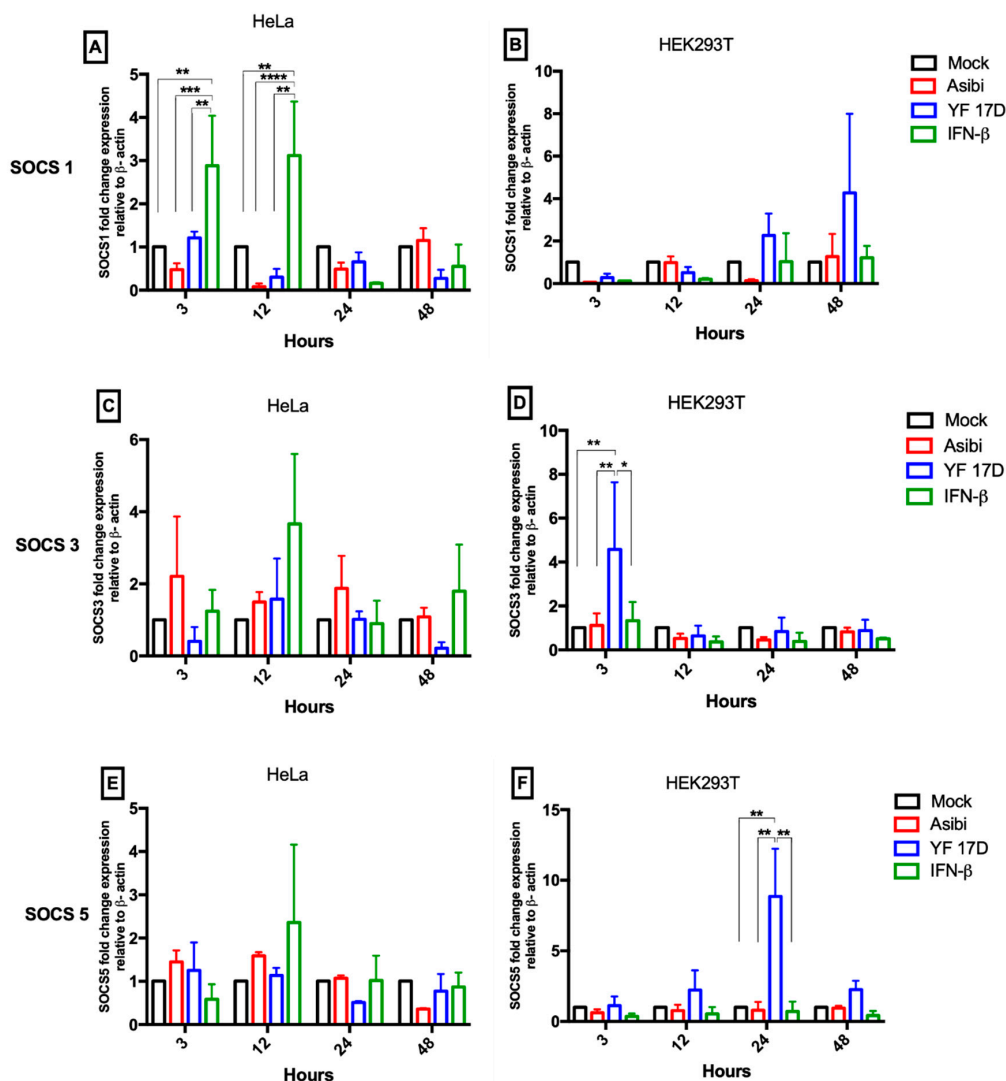 A
HeLa
SOCS 1
SOCS1 fold change expression
relative to β- actin
5
4
3
2
1
0
**
***
**
**
****
**
3
12
24
48
Hours
B
HEK293T
SOCS1 fold change expression
relative to β- actin
10
8
6
4
2
0
3
12
24
48
Hours
Mock
Asibi
YF 17D
IFN-β
C
HeLa
SOCS 3
SOCS3 fold change expression
relative to β- actin
6
4
2
0
3
12
24
48
Hours
D
HEK293T
SOCS3 fold change expression
relative to β- actin
10
8
6
4
2
0
**
**
*
3
12
24
48
Hours
Mock
Asibi
YF 17D
IFN-β
E
HeLa
SOCS 5
SOCS5 fold change expression
relative to β- actin
5
4
3
2
1
0
3
12
24
48
Hours
F
HEK293T
SOCS5 fold change expression
relative to β- actin
15
10
5
0
**
**
**
3
12
24
48
Hours
Mock
Asibi
YF 17D
IFN-β